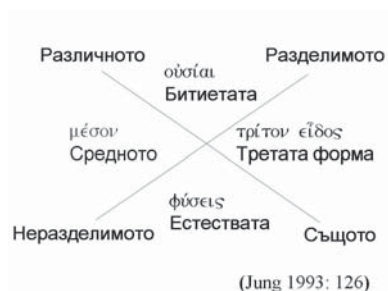 Различното Разделимото
οὐσίαι
Битиетата
μέσον τρίτον εἶδος
Средното Третата форма
φύσεις
Неразделимото Естествата Същото
(Jung 1993: 126)